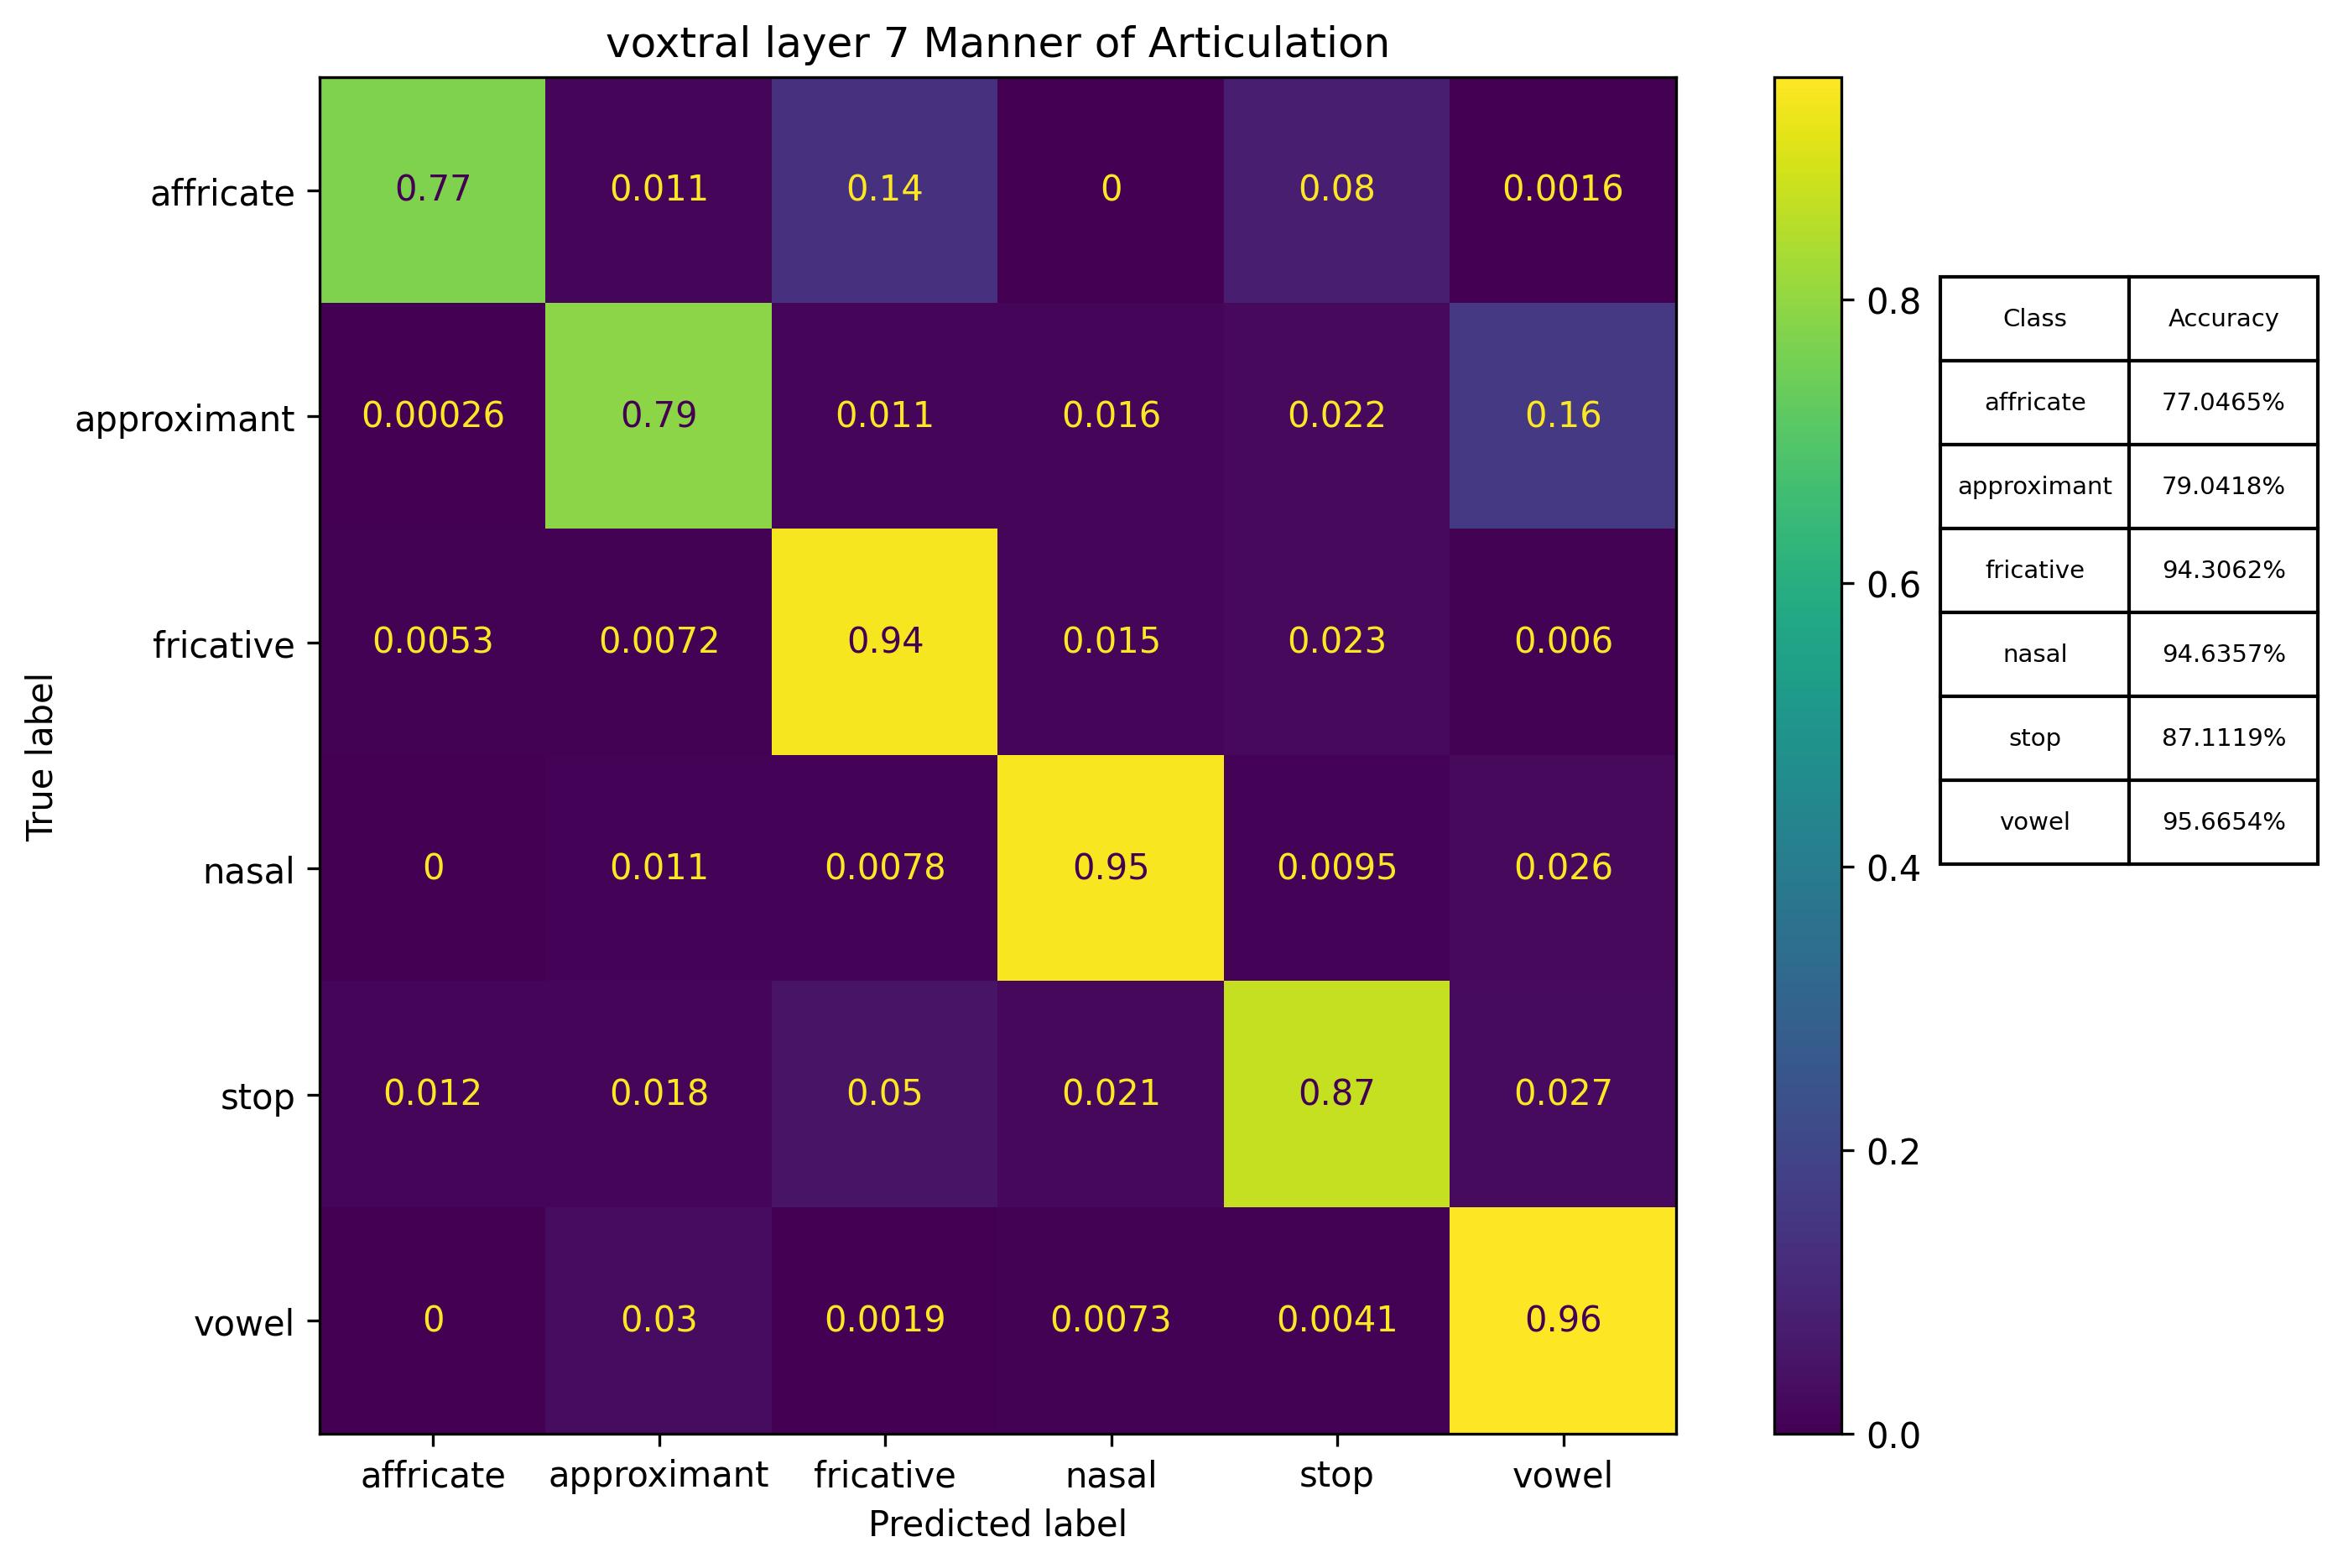 voxtral layer 7 Manner of Articulation
True label
affricate 0.77 0.011 0.14 0 0.08 0.0016
approximant 0.00026 0.79 0.011 0.016 0.022 0.16
fricative 0.0053 0.0072 0.94 0.015 0.023 0.006
nasal 0 0.011 0.0078 0.95 0.0095 0.026
stop 0.012 0.018 0.05 0.021 0.87 0.027
vowel 0 0.03 0.0019 0.0073 0.0041 0.96
affricate approximant fricative nasal stop vowel
Predicted label
0.8
0.6
0.4
0.2
0.0
Class Accuracy
affricate 77.0465%
approximant 79.0418%
fricative 94.3062%
nasal 94.6357%
stop 87.1119%
vowel 95.6654%